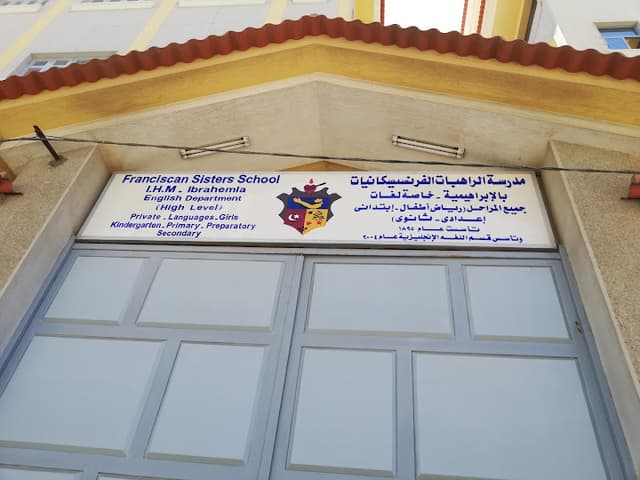 Franciscan Sisters School
I.H.M - Ibrahemia
English Department
(High Level)
Private - Languages - Girls
Kindergarten - Primary - Preparatory
Secondary
مدرسة الراهبات الفرنسيسكانيات
بالإبراهيمية - خاصة لغات
جميع المراحل (رياض أطفال - إبتدائى
إعدادى - ثانوى)
تأسست عام ١٨٩٤
وتأسس قسم اللغه الإنجليزية عام ٢٠٠٤